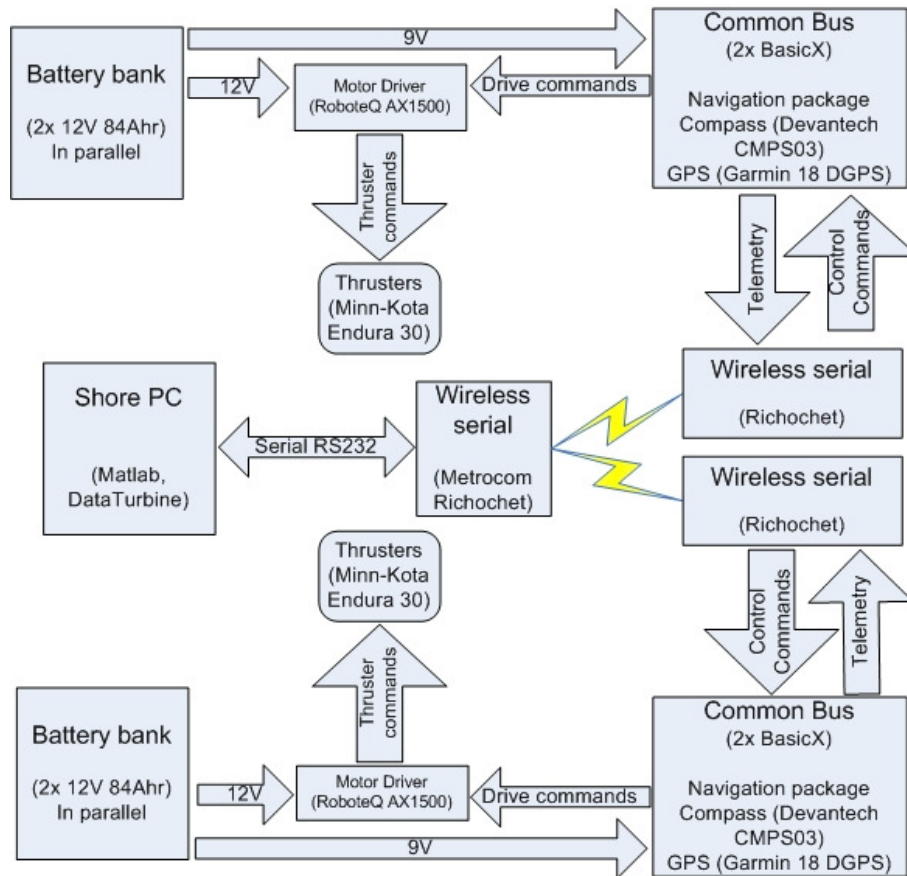 9V
Battery bank
(2x 12V 84Ahr)
In parallel
12V
Motor Driver
(RoboteQ AX1500)
Drive commands
Common Bus
(2x BasicX)
Navigation package
Compass (Devantech
CMPS03)
GPS (Garmin 18 DGPS)
Thruster
commands
Thrusters
(Minn-Kota
Endura 30)
Telemetry
Control
Commands
Shore PC
(Matlab,
DataTurbine)
Serial RS232
Wireless
serial
(Metrocom
Richochet)
Wireless serial
(Richochet)
Wireless serial
(Richochet)
Thrusters
(Minn-Kota
Endura 30)
Thruster
commands
Control
Commands
Telemetry
Battery bank
(2x 12V 84Ahr)
In parallel
12V
Motor Driver
(RoboteQ AX1500)
Drive commands
9V
Common Bus
(2x BasicX)
Navigation package
Compass (Devantech
CMPS03)
GPS (Garmin 18 DGPS)